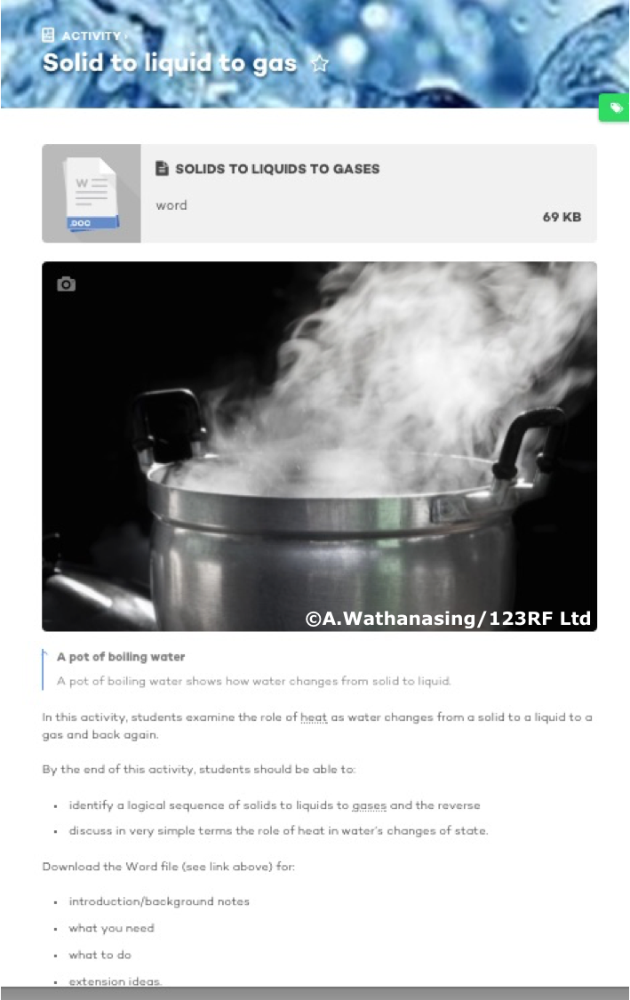 ACTIVITY
Solid to liquid to gas
SOLIDS TO LIQUIDS TO GASES
W
.DOC
word
69 KB
©A.Wathanasing/123RF Ltd
A pot of boiling water
A pot of boiling water shows how water changes from solid to liquid.
In this activity, students examine the role of heat as water changes from a solid to a liquid to a
gas and back again.
By the end of this activity, students should be able to:
• identify a logical sequence of solids to liquids to gases and the reverse
• discuss in very simple terms the role of heat in water's changes of state.
Download the Word file (see link above) for:
• introduction/background notes
• what you need
• what to do
• extension ideas.